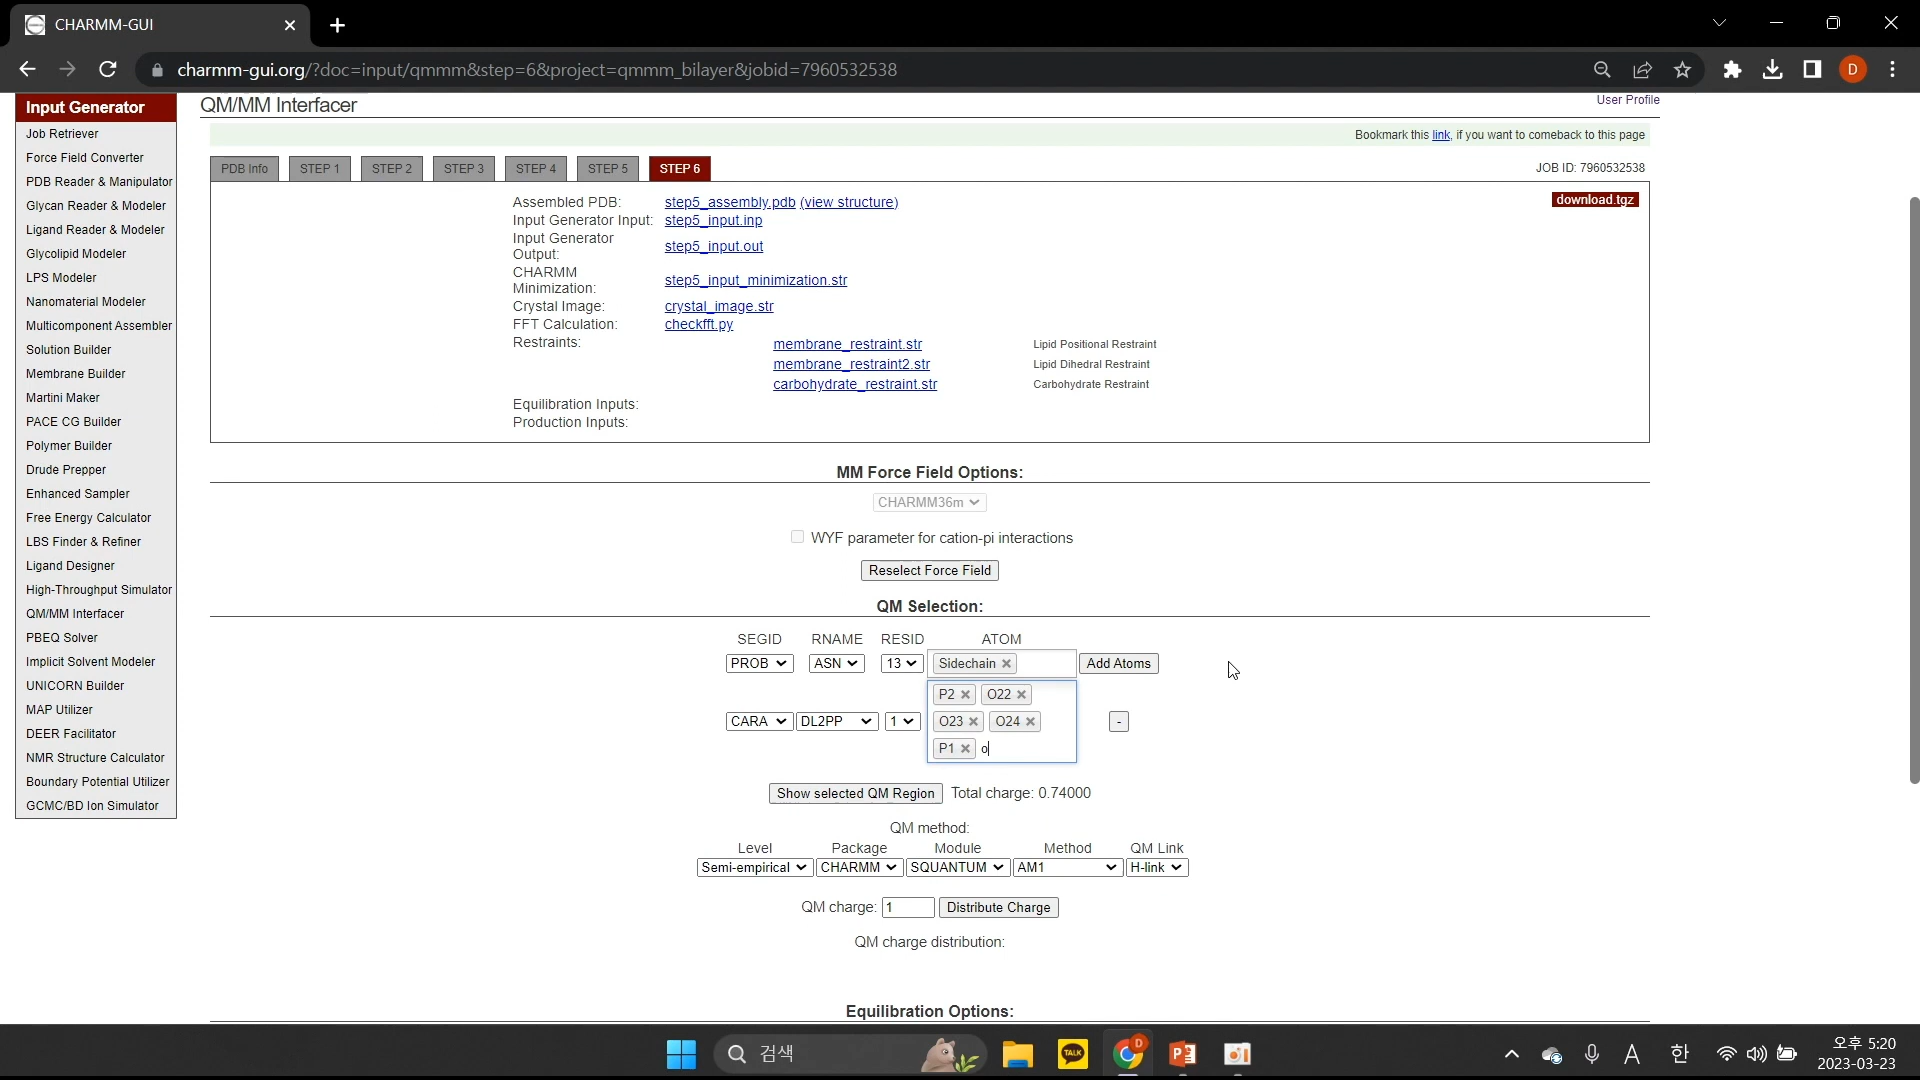 CHARMM-GUI
charmm-gui.org/?doc=input/qmmm&step=6&project=qmmm_bilayer&jobid=7960532538
D
Input Generator
Job Retriever
Force Field Converter
PDB Reader & Manipulator
Glycan Reader & Modeler
Ligand Reader & Modeler
Glycolipid Modeler
LPS Modeler
Nanomaterial Modeler
Multicomponent Assembler
Solution Builder
Membrane Builder
Martini Maker
PACE CG Builder
Polymer Builder
Drude Prepper
Enhanced Sampler
Free Energy Calculator
LBS Finder & Refiner
Ligand Designer
High-Throughput Simulator
QM/MM Interfacer
PBEQ Solver
Implicit Solvent Modeler
UNICORN Builder
MAP Utilizer
DEER Facilitator
NMR Structure Calculator
Boundary Potential Utilizer
GCMC/BD Ion Simulator
QM/MM Interfacer
User Profile
Bookmark this link, if you want to comeback to this page
PDB Info STEP 1 STEP 2 STEP 3 STEP 4 STEP 5 STEP 6
JOB ID: 7960532538
download.tgz
Assembled PDB: step5_assembly.pdb (view structure)
Input Generator Input: step5_input.inp
Input Generator
Output: step5_input.out
CHARMM
Minimization: step5_input_minimization.str
Crystal Image: crystal_image.str
FFT Calculation: checkfft.py
Restraints:
membrane_restraint.str Lipid Positional Restraint
membrane_restraint2.str Lipid Dihedral Restraint
carbohydrate_restraint.str Carbohydrate Restraint
Equilibration Inputs:
Production Inputs:
MM Force Field Options:
CHARMM36m
WYF parameter for cation-pi interactions
Reselect Force Field
QM Selection:
SEGID RNAME RESID ATOM
PROB ASN 13 Sidechain × Add Atoms
P2 × O22 ×
CARA DL2PP 1 O23 × O24 × -
P1 × o
Show selected QM Region Total charge: 0.74000
QM method:
Level Package Module Method QM Link
Semi-empirical CHARMM SQUANTUM AM1 H-link
QM charge: 1 Distribute Charge
QM charge distribution:
Equilibration Options:
검색
TALK
D
A
한
오후 5:20
2023-03-23